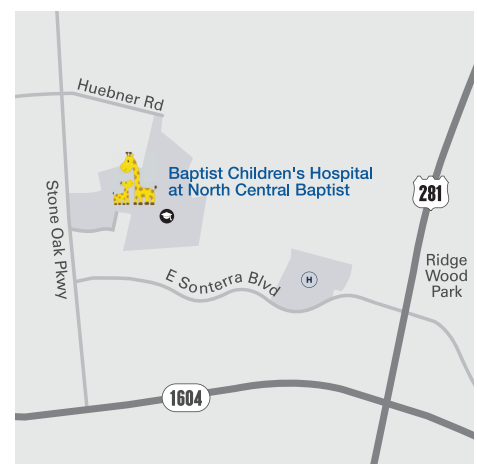 Huebner Rd
Baptist Children's Hospital
at North Central Baptist
281
Stone Oak Pkwy
Ridge
Wood
Park
E Sonterra Blvd
H
1604